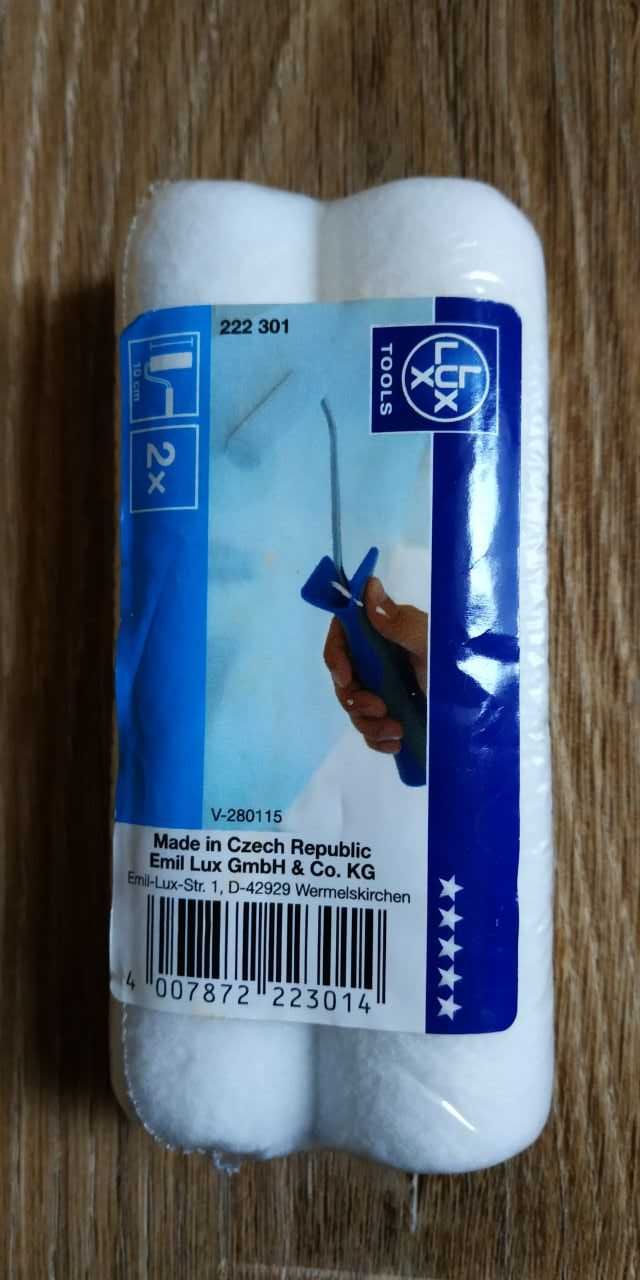 222 301
LUX
LUX
TOOLS
10 cm
2x
V-280115
Made in Czech Republic
Emil Lux GmbH & Co. KG
Emil-Lux-Str. 1, D-42929 Wermelskirchen
4 007872 223014